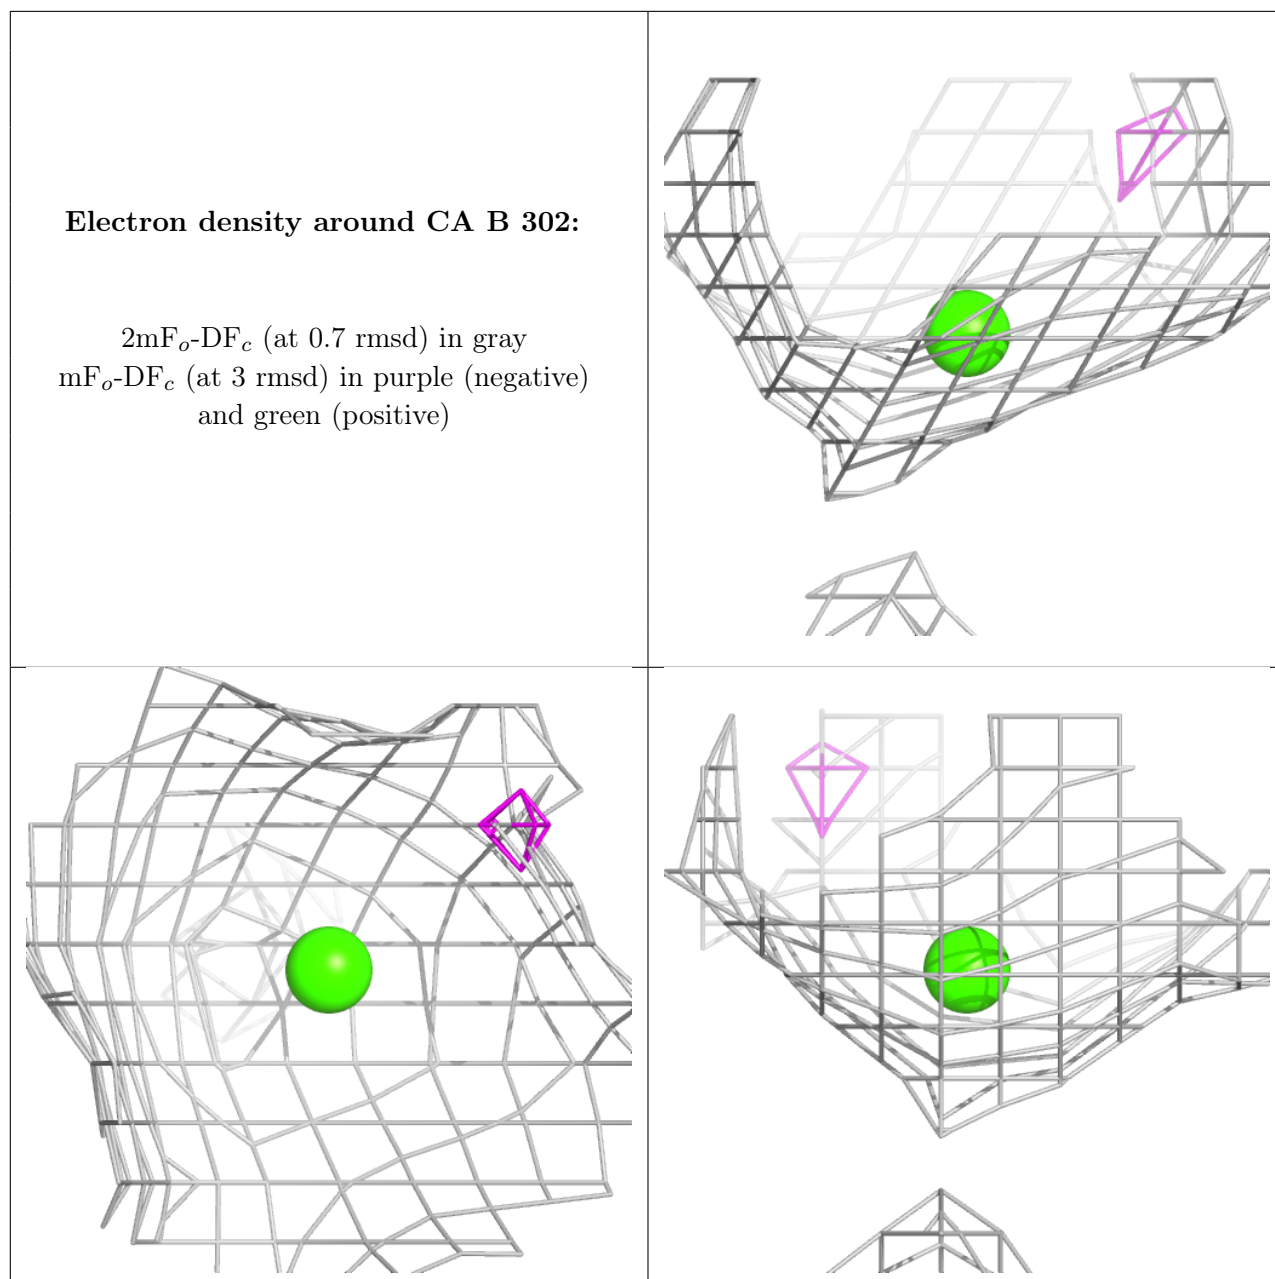 Electron density around CA B 302:
2mFo-DFc (at 0.7 rmsd) in gray
mFo-DFc (at 3 rmsd) in purple (negative)
and green (positive)